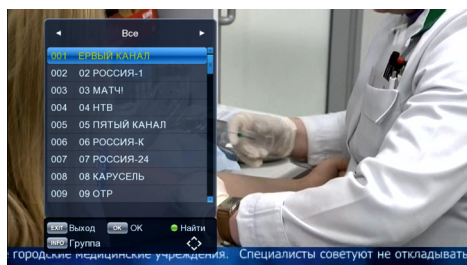 Все
001 ЕРВЫЙ КАНАЛ
002 02 РОССИЯ-1
003 03 МАТЧ!
004 04 НТВ
005 05 ПЯТЫЙ КАНАЛ
006 06 РОССИЯ-К
007 07 РОССИЯ-24
008 08 КАРУСЕЛЬ
009 09 ОТР
EXIT Выход OK OK Найти
INFO Группа
городские медицинские учреждения. Специалисты советуют не откладывать